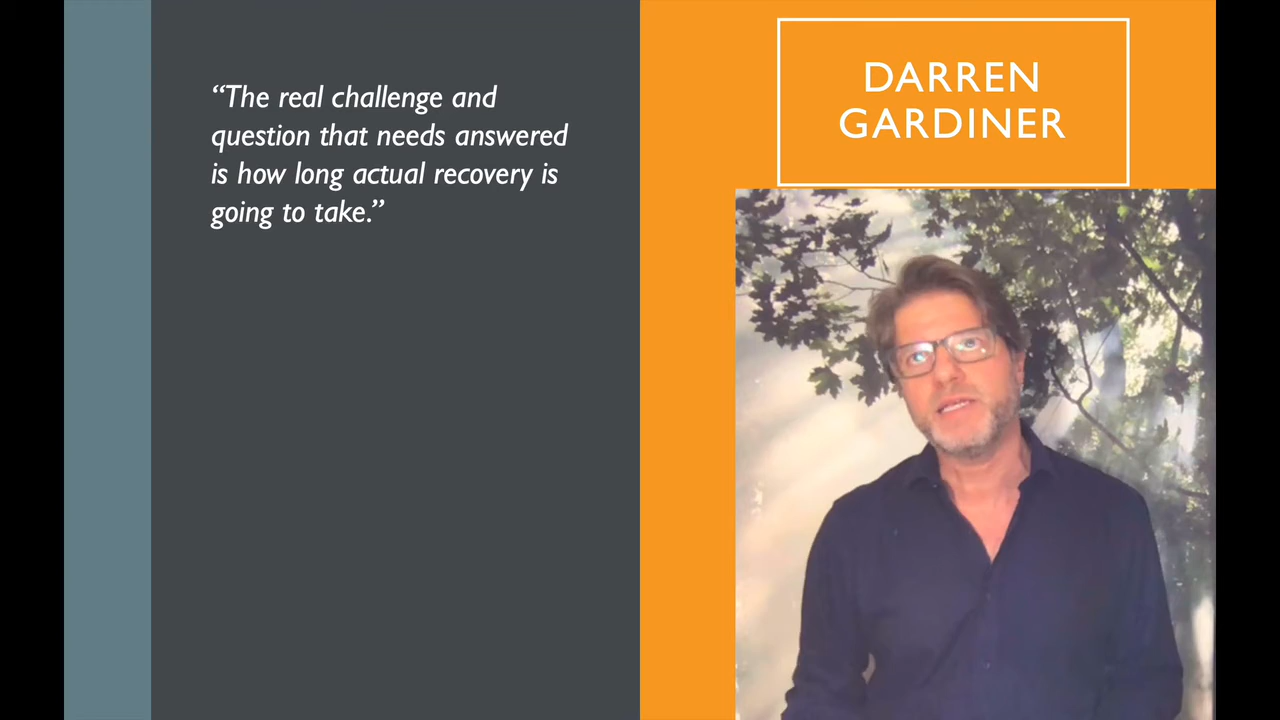 “The real challenge and
question that needs answered
is how long actual recovery is
going to take.”
DARREN
GARDINER